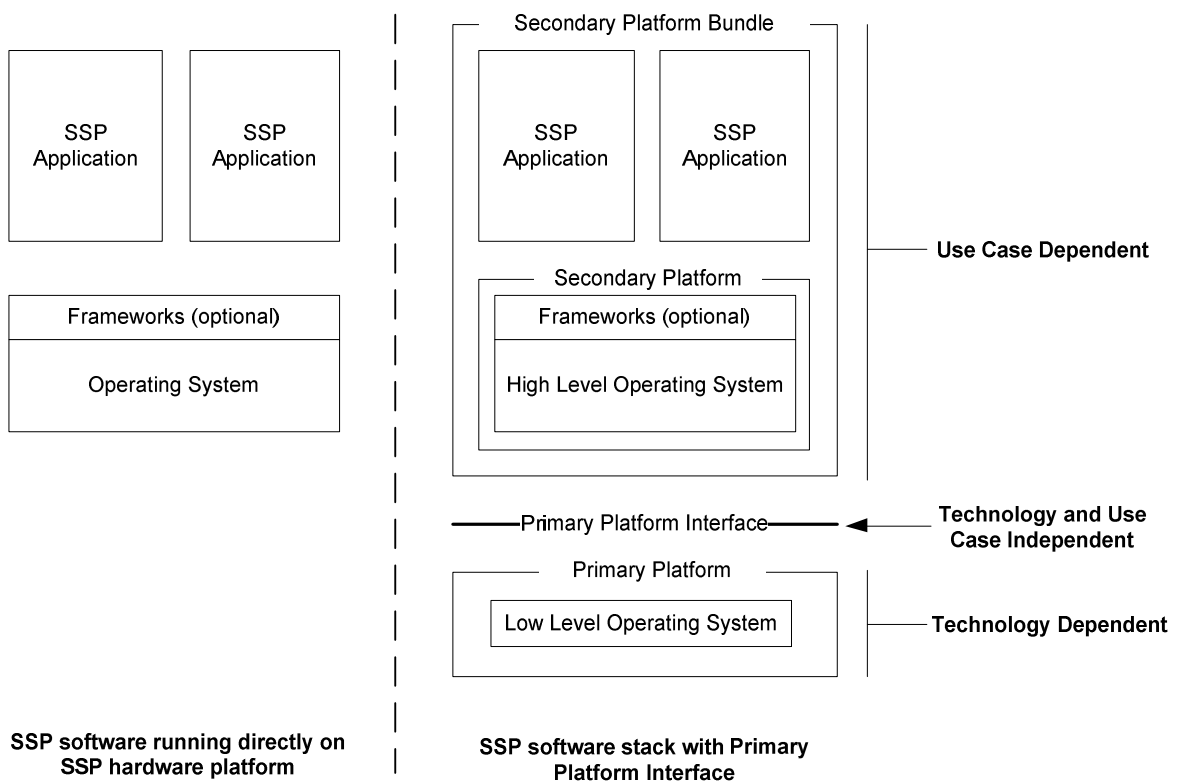 SSP
Application
SSP
Application
Frameworks (optional)
Operating System
SSP software running directly on
SSP hardware platform
Secondary Platform Bundle
SSP
Application
SSP
Application
Secondary Platform
Frameworks (optional)
High Level Operating System
Primary Platform Interface
Primary Platform
Low Level Operating System
SSP software stack with Primary
Platform Interface
Use Case Dependent
Technology and Use
Case Independent
Technology Dependent